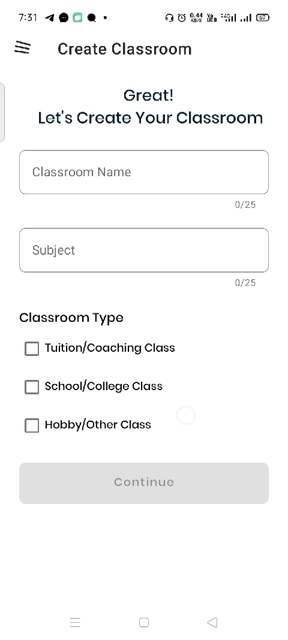 7:31
Create Classroom
Great!
Let's Create Your Classroom
Classroom Name
0/25
Subject
0/25
Classroom Type
Tuition/Coaching Class
School/College Class
Hobby/Other Class
Continue